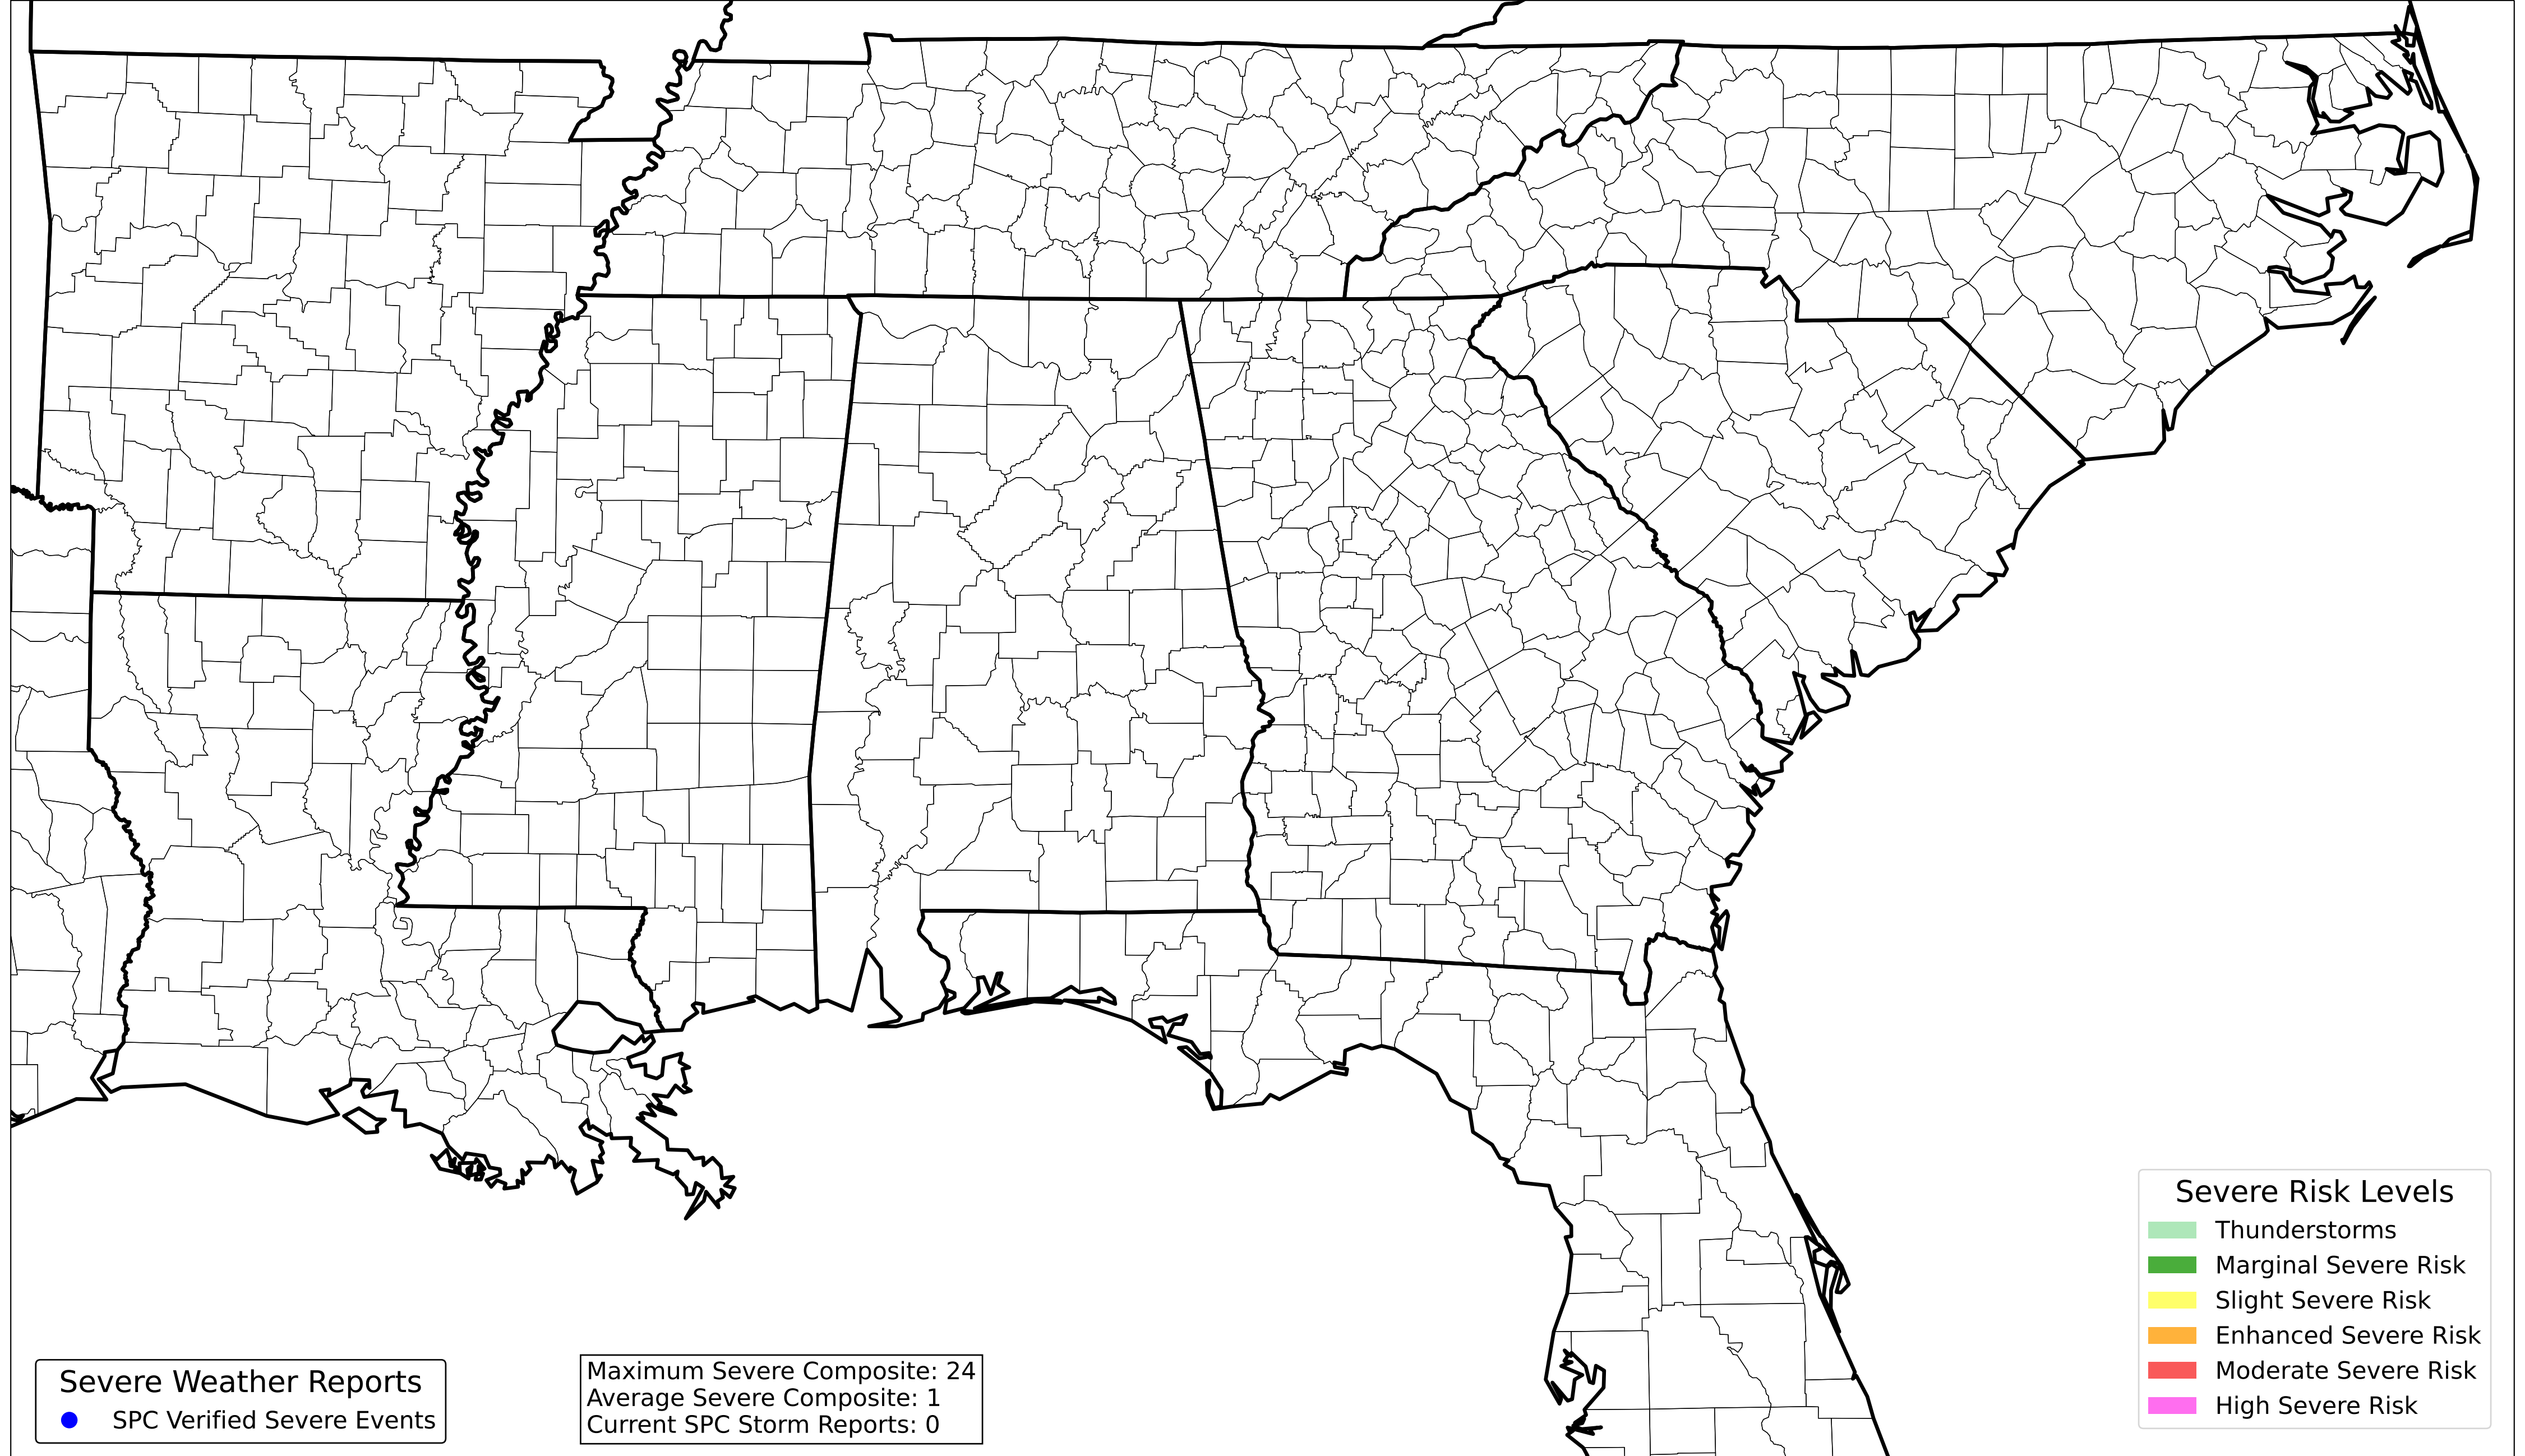 Severe Weather Reports
SPC Verified Severe Events
Maximum Severe Composite: 24
Average Severe Composite: 1
Current SPC Storm Reports: 0
Severe Risk Levels
Thunderstorms
Marginal Severe Risk
Slight Severe Risk
Enhanced Severe Risk
Moderate Severe Risk
High Severe Risk